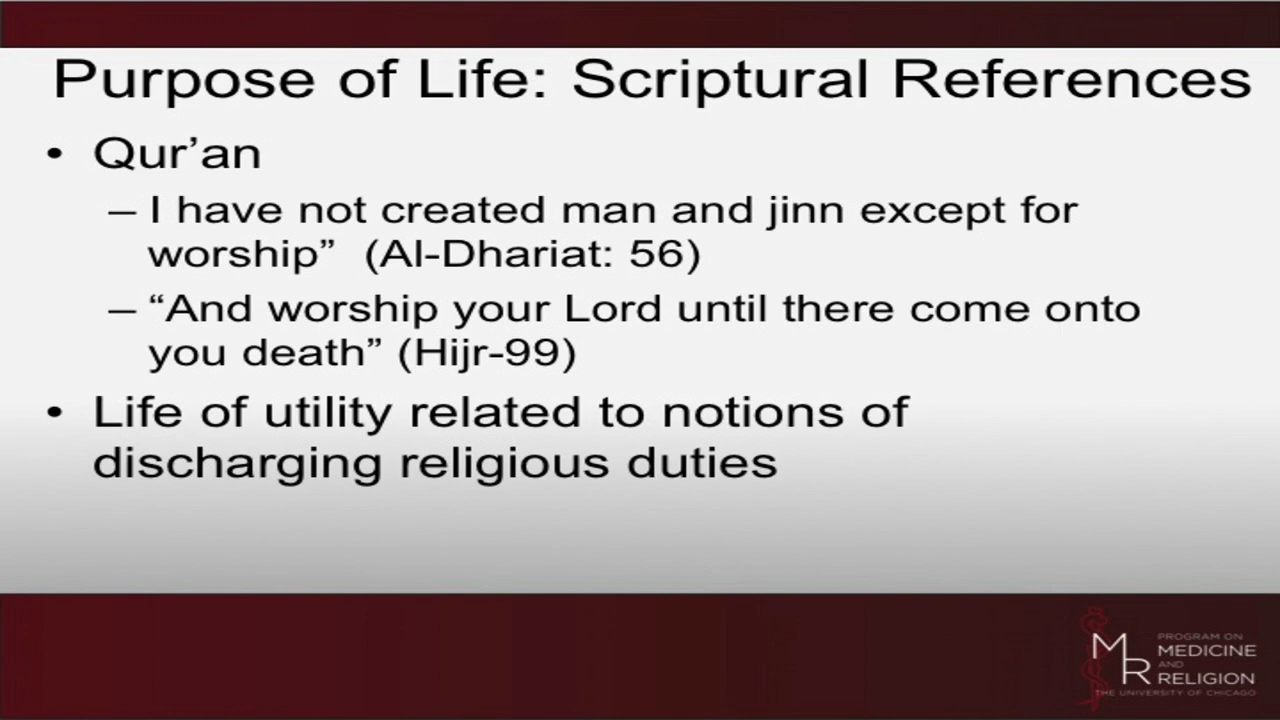 Purpose of Life: Scriptural References
• Qur’an
– I have not created man and jinn except for
worship” (Al-Dhariat: 56)
– “And worship your Lord until there come onto
you death” (Hijr-99)
• Life of utility related to notions of
discharging religious duties
MR
PROGRAM ON
MEDICINE
AND
RELIGION
THE UNIVERSITY OF CHICAGO